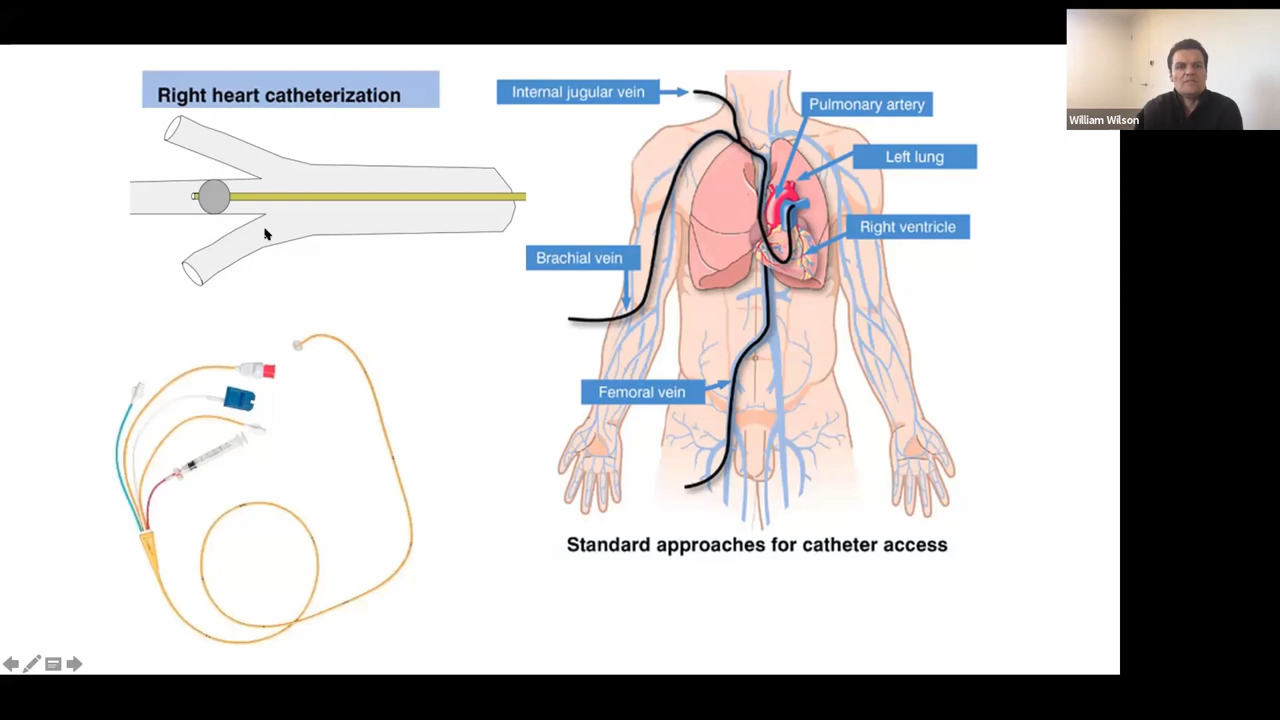 Right heart catheterization
Internal jugular vein
Pulmonary artery
Left lung
Right ventricle
Brachial vein
Femoral vein
Standard approaches for catheter access
William Wilson